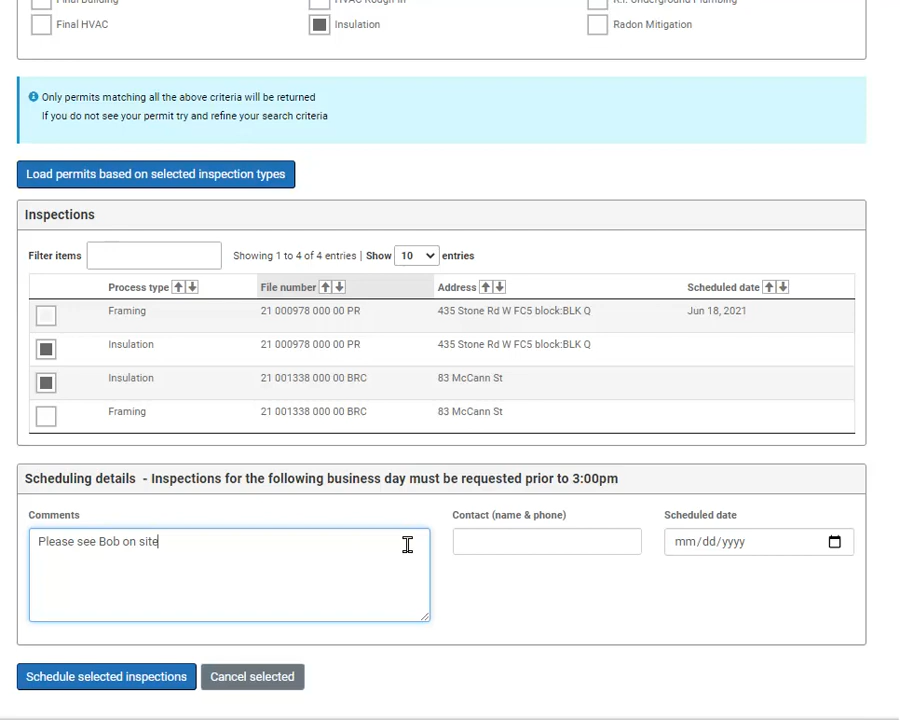 Final Building HVAC Rough In R.I. Underground Plumbing
Final HVAC Insulation Radon Mitigation
Only permits matching all the above criteria will be returned
If you do not see your permit try and refine your search criteria
Load permits based on selected inspection types
Inspections
Filter items Showing 1 to 4 of 4 entries | Show 10 entries
Process type File number Address Scheduled date
Framing 21 000978 000 00 PR 435 Stone Rd W FC5 block:BLK Q Jun 18, 2021
Insulation 21 000978 000 00 PR 435 Stone Rd W FC5 block:BLK Q
Insulation 21 001338 000 00 BRC 83 McCann St
Framing 21 001338 000 00 BRC 83 McCann St
Scheduling details - Inspections for the following business day must be requested prior to 3:00pm
Comments Contact (name & phone) Scheduled date
Please see Bob on site mm/dd/yyyy
Schedule selected inspections Cancel selected